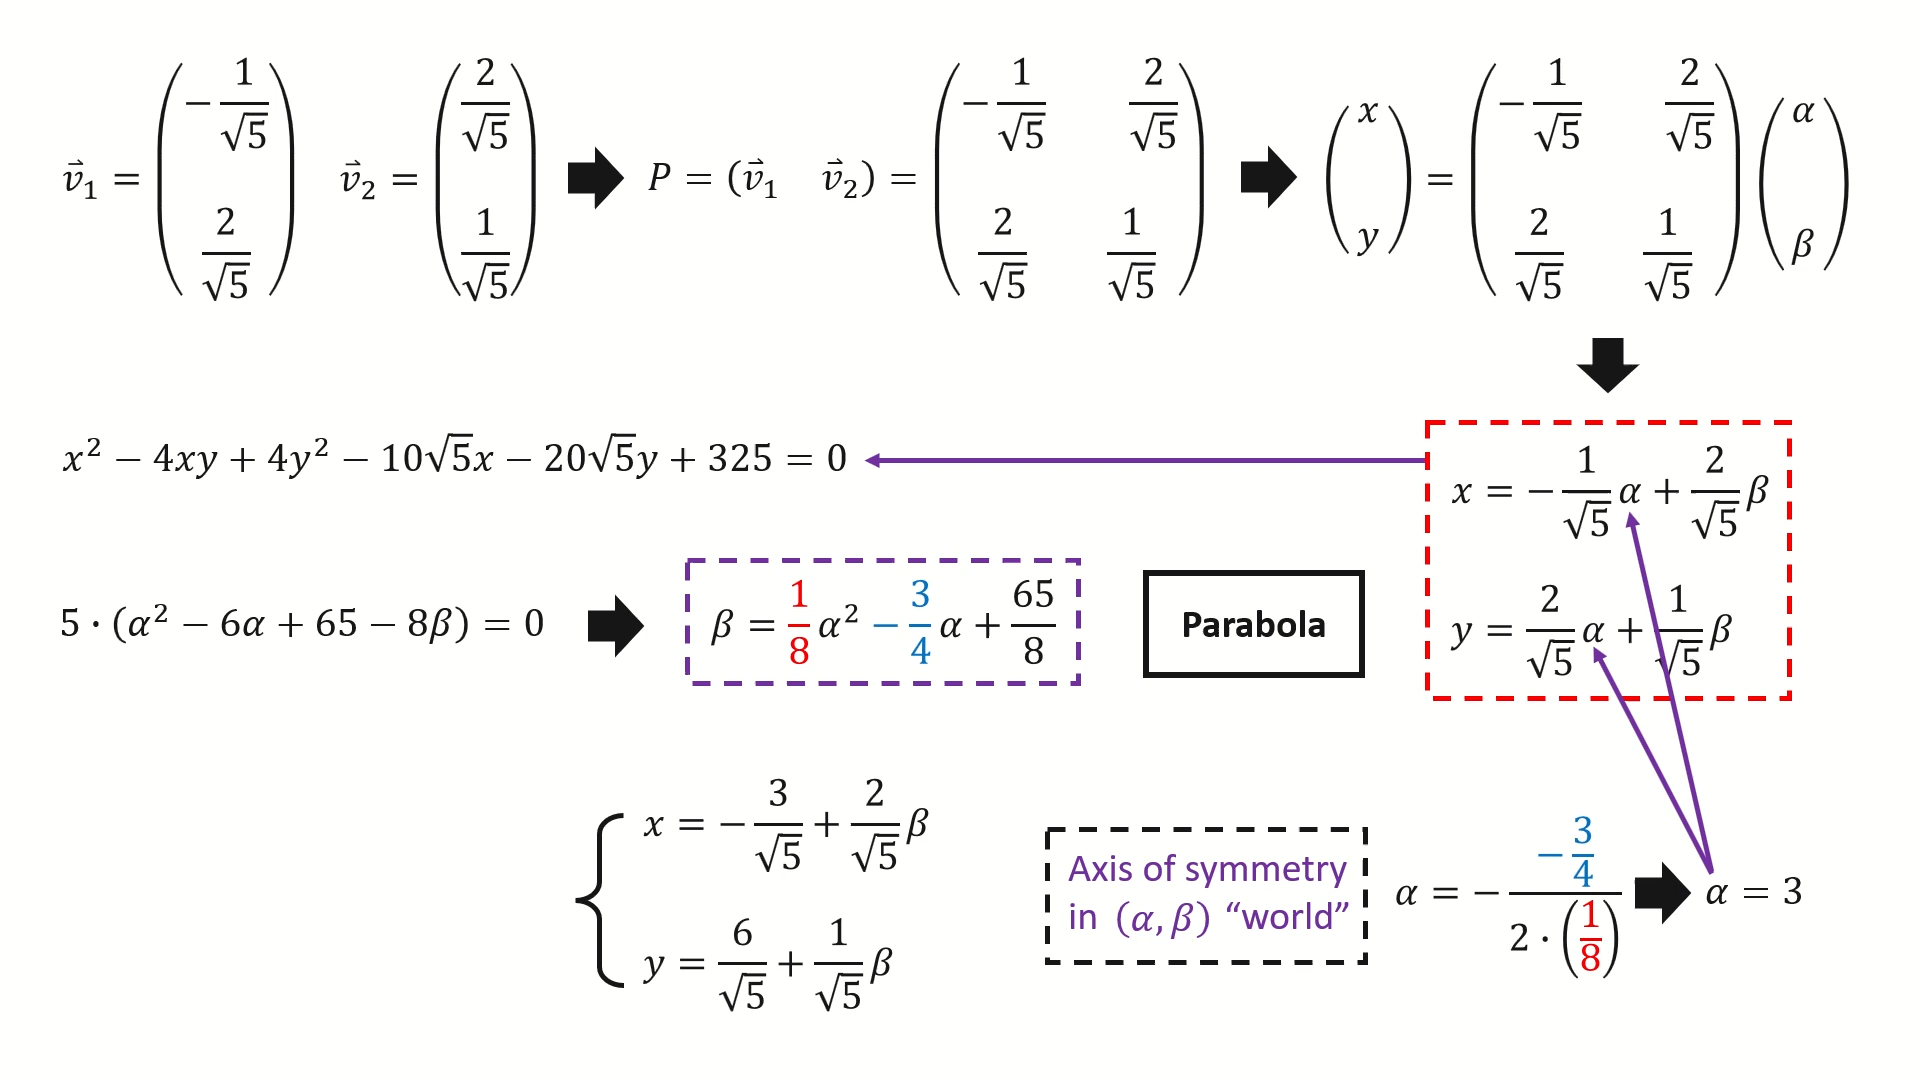 v⃗₁ = (−1/√5  2/√5)  v⃗₂ = (2/√5  1/√5)  P = (v⃗₁  v⃗₂) = (−1/√5  2/√5  2/√5  1/√5)  (x  y) = (−1/√5  2/√5  2/√5  1/√5)(α  β)
x² − 4xy + 4y² − 10√5x − 20√5y + 325 = 0
x = −1/√5 α + 2/√5 β
y = 2/√5 α + 1/√5 β
5 · (α² − 6α + 65 − 8β) = 0  β = 1/8 α² − 3/4 α + 65/8  Parabola
x = −3/√5 + 2/√5 β
y = 6/√5 + 1/√5 β
Axis of symmetry
in (α, β) “world”
α = − (−3/4)/(2 · (1/8))  α = 3